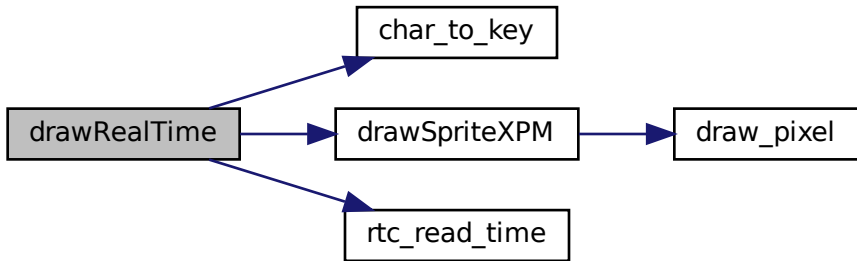 char_to_key
drawRealTime
drawSpriteXPM
draw_pixel
rtc_read_time